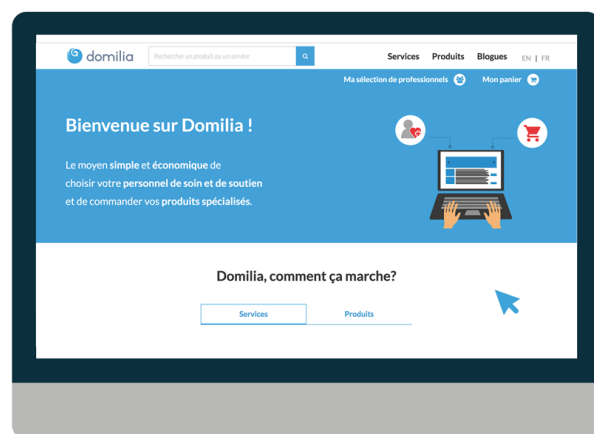 domilia
Rechercher un produit ou un service
Services Produits Blogues EN | FR
Ma sélection de professionnels Mon panier
Bienvenue sur Domilia !
Le moyen simple et économique de
choisir votre personnel de soin et de soutien
et de commander vos produits spécialisés.
Domilia, comment ça marche?
Services Produits